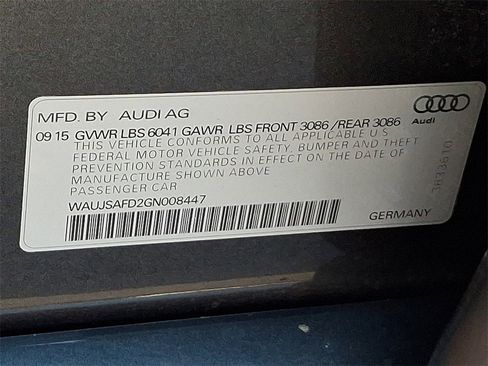 MFD. BY AUDI AG
09 15 GVWR LBS 6041 GAWR LBS FRONT 3086 /REAR 3086
THIS VEHICLE CONFORMS TO ALL APPLICABLE U.S.
FEDERAL MOTOR VEHICLE SAFETY, BUMPER AND THEFT
PREVENTION STANDARDS IN EFFECT ON THE DATE OF
MANUFACTURE SHOWN ABOVE
PASSENGER CAR
WAUJSAFD2GN008447
GERMANY
Audi
3833610